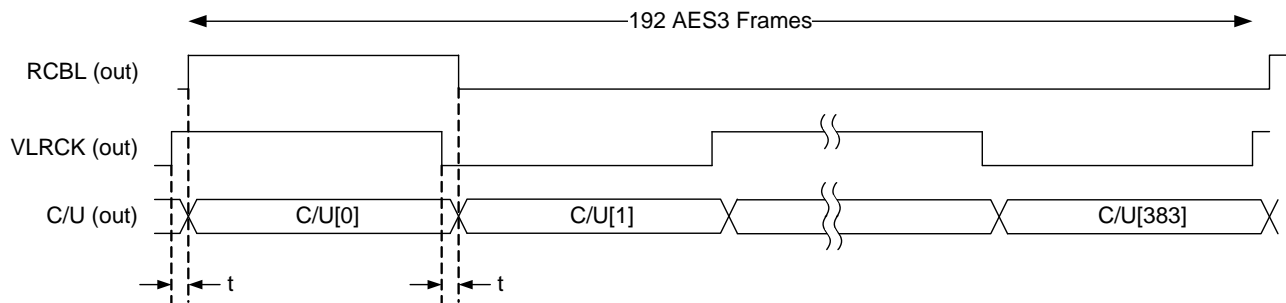 192 AES3 Frames
RCBL (out)
VLRCK (out)
C/U (out)
C/U[0]
C/U[1]
C/U[383]
t
t